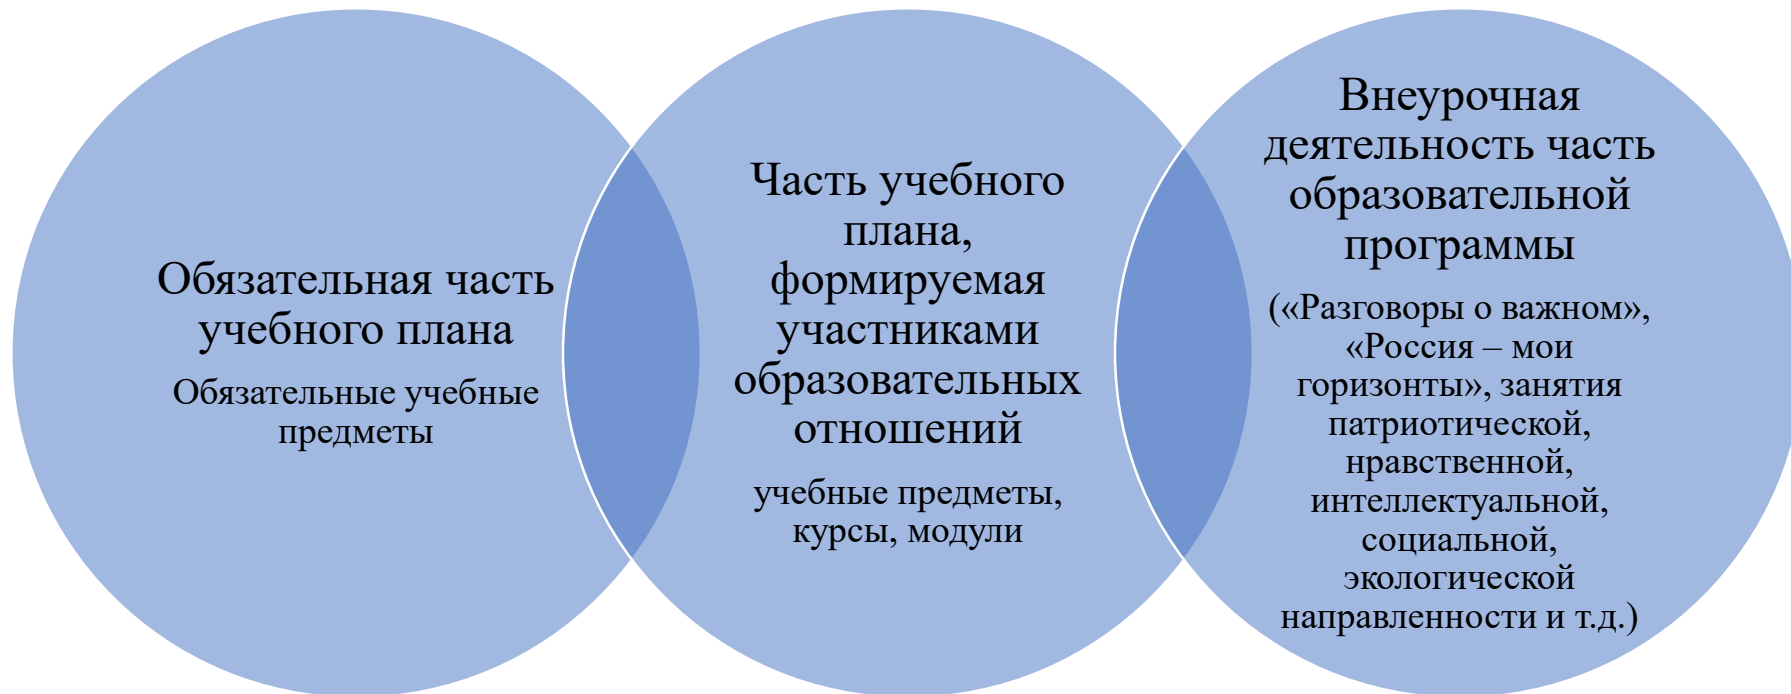 Обязательная часть
учебного плана
Обязательные учебные
предметы
Часть учебного
плана,
формируемая
участниками
образовательных
отношений
учебные предметы,
курсы, модули
Внеурочная
деятельность часть
образовательной
программы
(«Разговоры о важном»,
«Россия – мои
горизонты», занятия
патриотической,
нравственной,
интеллектуальной,
социальной,
экологической
направленности и т.д.)